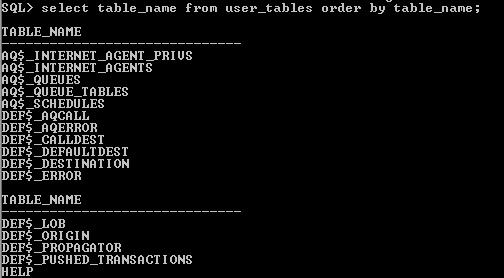 SQL> select table_name from user_tables order by table_name;
TABLE_NAME
------------------------------
AQ$_INTERNET_AGENT_PRIVS
AQ$_INTERNET_AGENTS
AQ$_QUEUES
AQ$_QUEUE_TABLES
AQ$_SCHEDULES
DEF$_AQCALL
DEF$_AQERROR
DEF$_CALLDEST
DEF$_DEFAULTDEST
DEF$_DESTINATION
DEF$_ERROR
TABLE_NAME
------------------------------
DEF$_LOB
DEF$_ORIGIN
DEF$_PROPAGATOR
DEF$_PUSHED_TRANSACTIONS
HELP